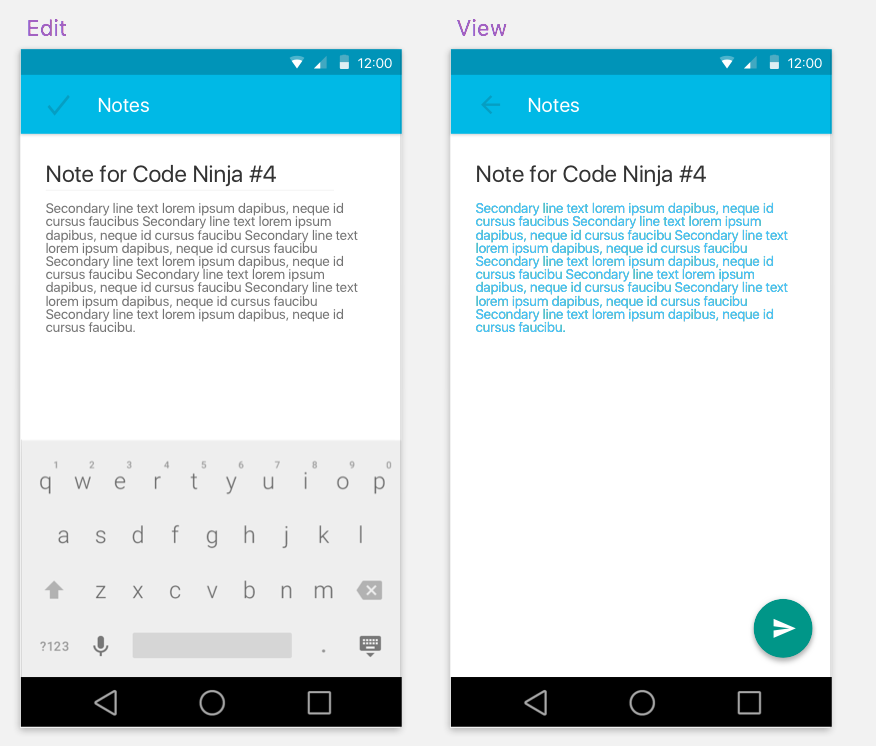 Edit
12:00
Notes
Note for Code Ninja #4
Secondary line text lorem ipsum dapibus, neque id
cursus faucibus Secondary line text lorem ipsum
dapibus, neque id cursus faucibu Secondary line text
lorem ipsum dapibus, neque id cursus faucibu
Secondary line text lorem ipsum dapibus, neque id
cursus faucibu Secondary line text lorem ipsum
dapibus, neque id cursus faucibu Secondary line text
lorem ipsum dapibus, neque id cursus faucibu
Secondary line text lorem ipsum dapibus, neque id
cursus faucibu.
1 2 3 4 5 6 7 8 9 0
q w e r t y u i o p
a s d f g h j k l
z x c v b n m
?123 .
View
12:00
Notes
Note for Code Ninja #4
Secondary line text lorem ipsum dapibus, neque id
cursus faucibus Secondary line text lorem ipsum
dapibus, neque id cursus faucibu Secondary line text
lorem ipsum dapibus, neque id cursus faucibu
Secondary line text lorem ipsum dapibus, neque id
cursus faucibu Secondary line text lorem ipsum
dapibus, neque id cursus faucibu Secondary line text
lorem ipsum dapibus, neque id cursus faucibu
Secondary line text lorem ipsum dapibus, neque id
cursus faucibu.